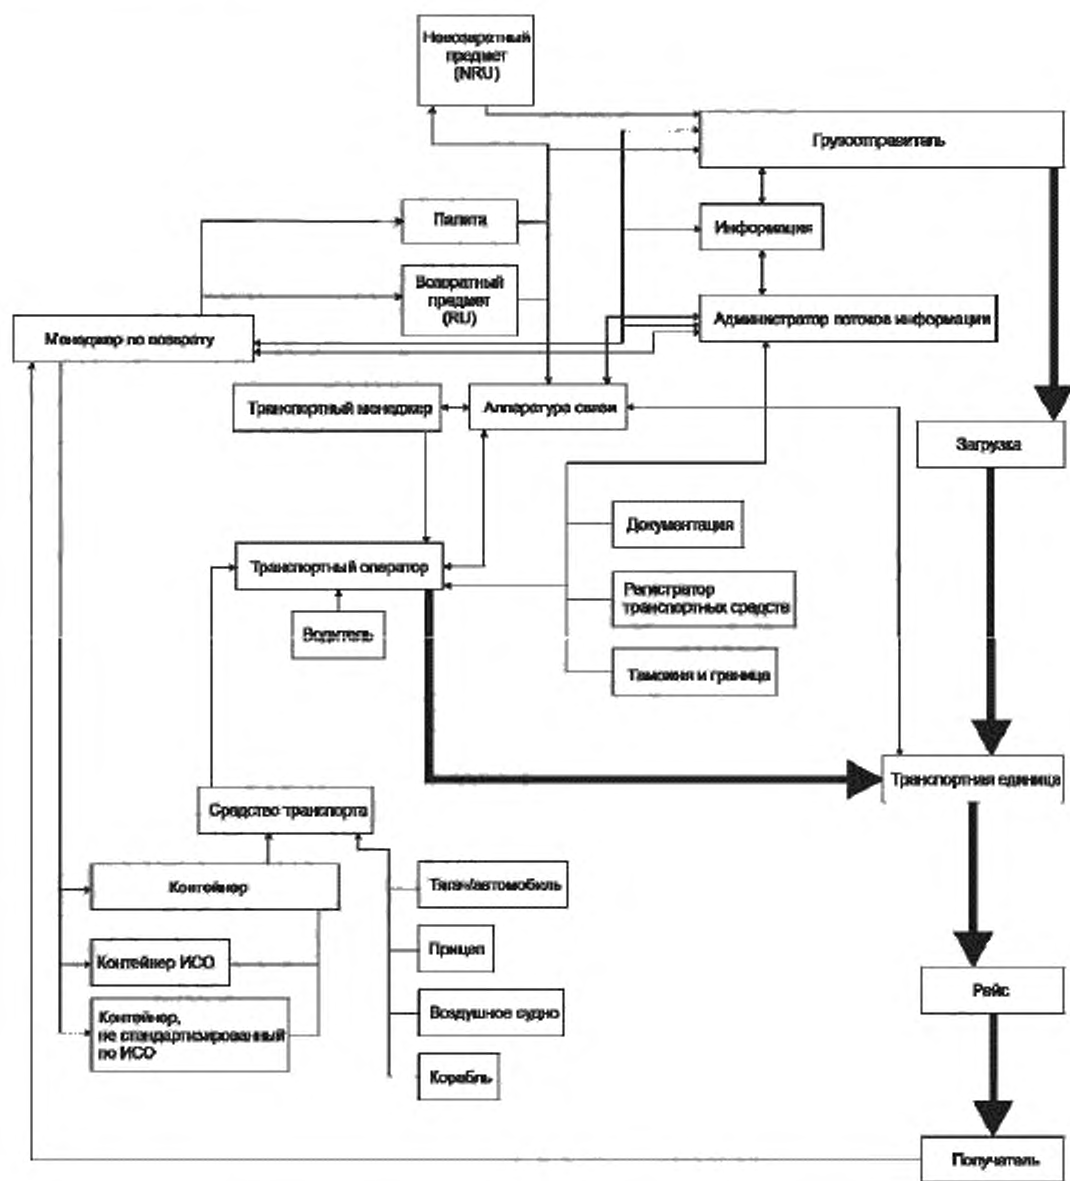 Невозвратный
предмет
(NRU)
Грузоотправитель
Палета
Информация
Возвратный
предмет
(RU)
Администратор потоков информации
Менеджер по возврату
Транспортный менеджер
Аппаратура связи
Загрузка
Документация
Транспортный оператор
Регистратор
транспортных средств
Водитель
Таможня и граница
Транспортная единица
Средство транспорта
Контейнер
Тягач/автомобиль
Прицеп
Контейнер ИСО
Рейс
Воздушное судно
Контейнер,
не стандартизированный
по ИСО
Корабль
Получатель